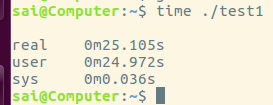 sai@Computer:~$ time ./test1
real 0m25.105s
user 0m24.972s
sys 0m0.036s
sai@Computer:~$